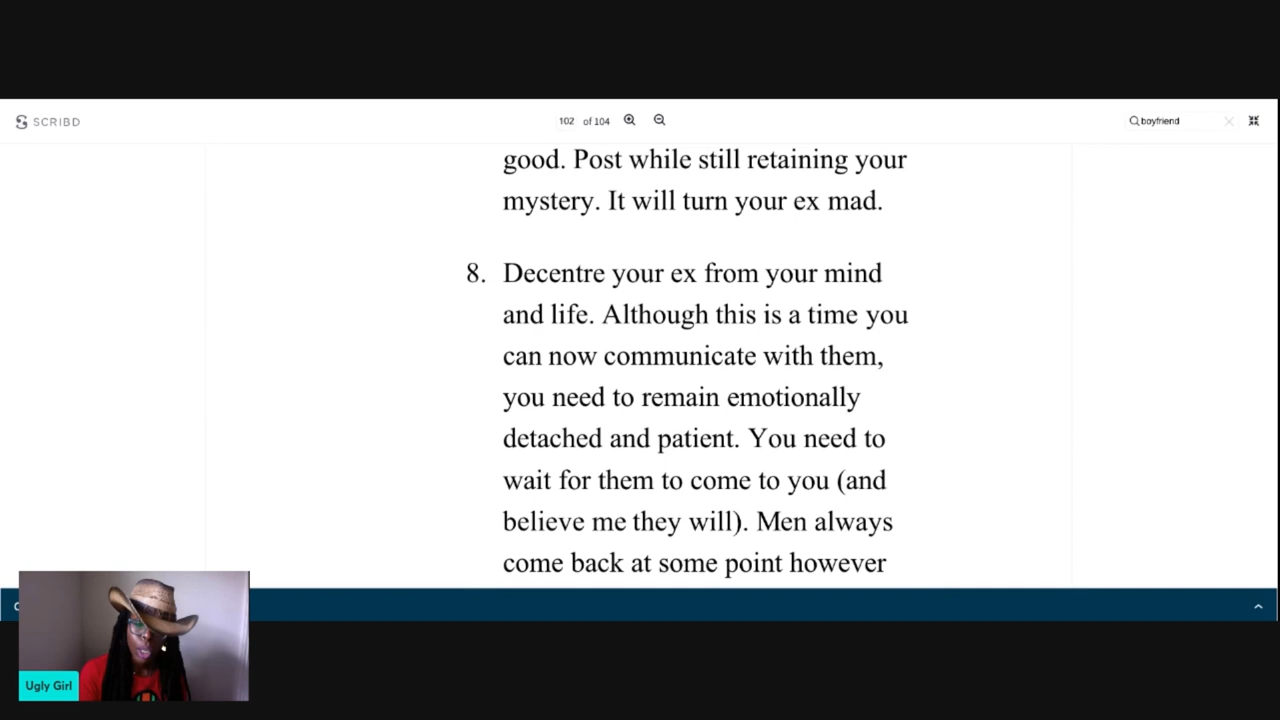 SCRIBD
102 of 104
boyfriend
good. Post while still retaining your
mystery. It will turn your ex mad.
8. Decentre your ex from your mind
and life. Although this is a time you
can now communicate with them,
you need to remain emotionally
detached and patient. You need to
wait for them to come to you (and
believe me they will). Men always
come back at some point however
Ugly Girl